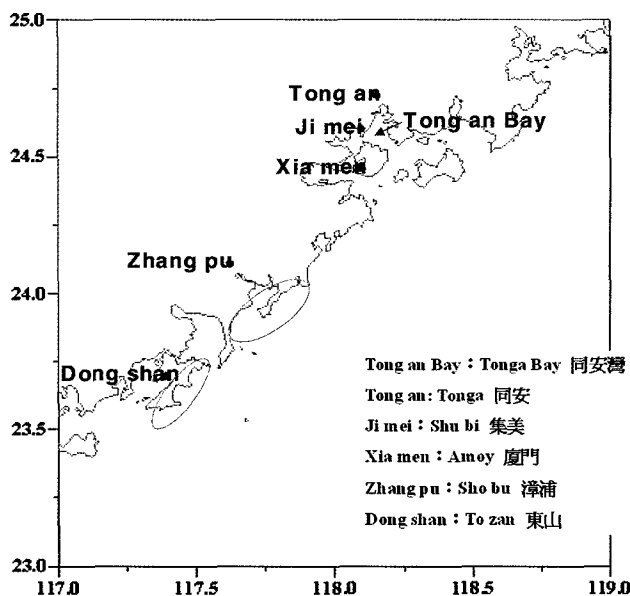 25.0
Tong an
Ji mei
Tong an Bay
24.5
Xia men
Zhang pu
24.0
Tong an Bay：Tonga Bay 同安灣
Dong shan
Tong an: Tonga 同安
Ji mei：Shu bi 集美
23.5
Xia men：Amoy 廈門
Zhang pu：Sho bu 漳浦
Dong shan：To zan 東山
23.0
117.0 117.5 118.0 118.5 119.0